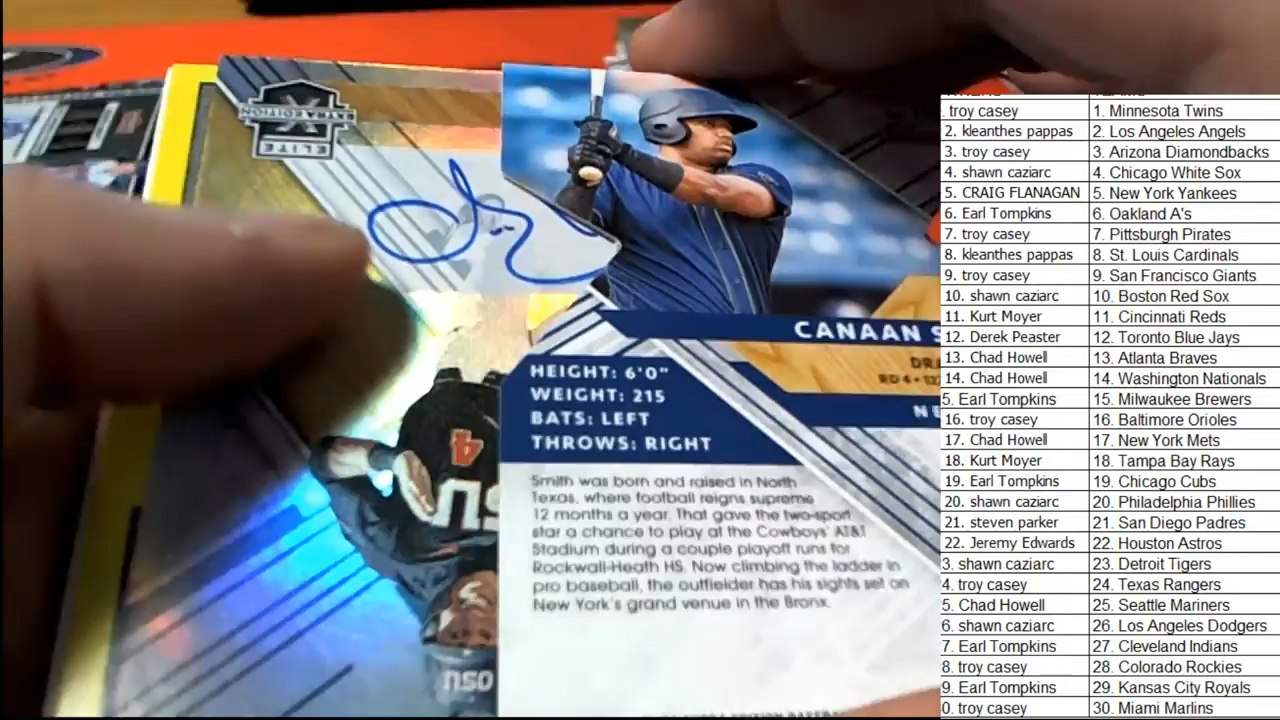 EXTRA EDITION
ELITE
CANAAN S
DRA
RD 4 • 12
NE
HEIGHT: 6'0"
WEIGHT: 215
BATS: LEFT
THROWS: RIGHT
Smith was born and raised in North
Texas, where football reigns supreme
12 months a year. That gave the two-sport
star a chance to play at the Cowboys' AT&T
Stadium during a couple playoff runs for
Rockwall-Heath HS. Now climbing the ladder in
pro baseball, the outfielder has his sights set on
New York's grand venue in the Bronx.
4
OSU
. troy casey 1. Minnesota Twins
2. kleanthes pappas 2. Los Angeles Angels
3. troy casey 3. Arizona Diamondbacks
4. shawn caziarc 4. Chicago White Sox
5. CRAIG FLANAGAN 5. New York Yankees
6. Earl Tompkins 6. Oakland A's
7. troy casey 7. Pittsburgh Pirates
8. kleanthes pappas 8. St. Louis Cardinals
9. troy casey 9. San Francisco Giants
10. shawn caziarc 10. Boston Red Sox
11. Kurt Moyer 11. Cincinnati Reds
12. Derek Peaster 12. Toronto Blue Jays
13. Chad Howell 13. Atlanta Braves
14. Chad Howell 14. Washington Nationals
5. Earl Tompkins 15. Milwaukee Brewers
16. troy casey 16. Baltimore Orioles
17. Chad Howell 17. New York Mets
18. Kurt Moyer 18. Tampa Bay Rays
19. Earl Tompkins 19. Chicago Cubs
20. shawn caziarc 20. Philadelphia Phillies
21. steven parker 21. San Diego Padres
22. Jeremy Edwards 22. Houston Astros
3. shawn caziarc 23. Detroit Tigers
4. troy casey 24. Texas Rangers
5. Chad Howell 25. Seattle Mariners
6. shawn caziarc 26. Los Angeles Dodgers
7. Earl Tompkins 27. Cleveland Indians
8. troy casey 28. Colorado Rockies
9. Earl Tompkins 29. Kansas City Royals
0. troy casey 30. Miami Marlins